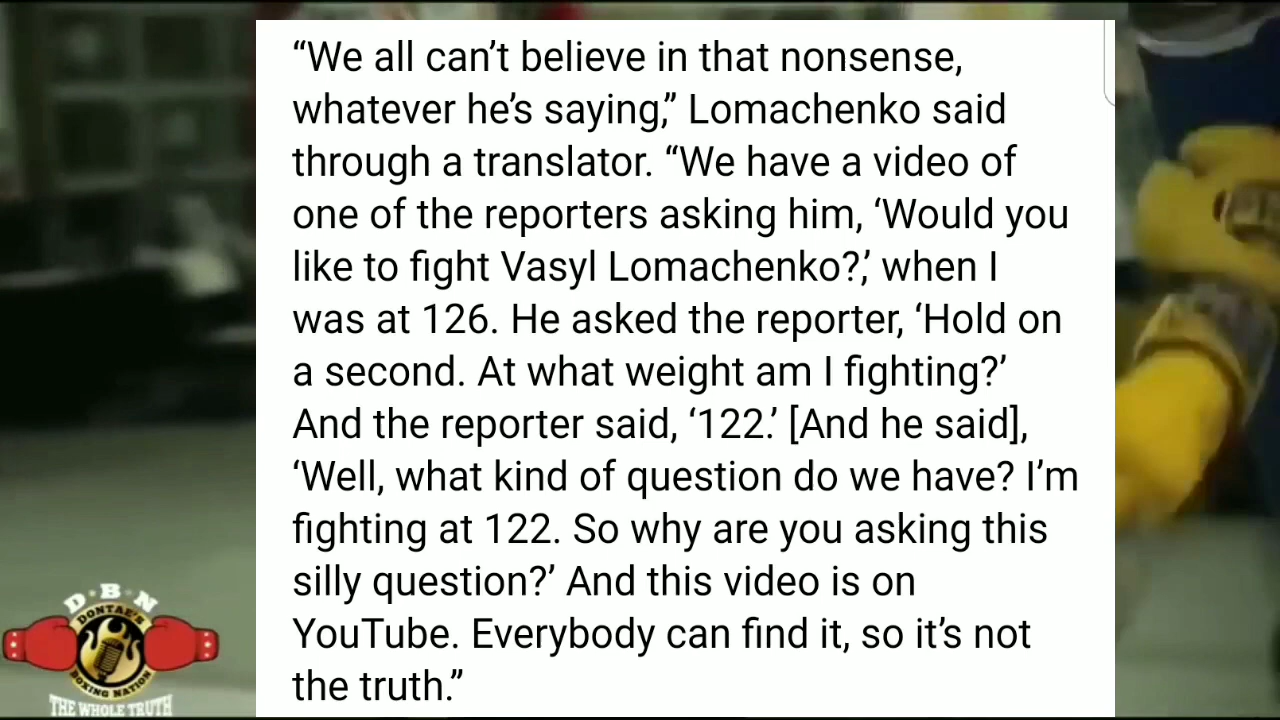 “We all can’t believe in that nonsense,
whatever he’s saying,” Lomachenko said
through a translator. “We have a video of
one of the reporters asking him, ‘Would you
like to fight Vasyl Lomachenko?,’ when I
was at 126. He asked the reporter, ‘Hold on
a second. At what weight am I fighting?’
And the reporter said, ‘122.’ [And he said],
‘Well, what kind of question do we have? I’m
fighting at 122. So why are you asking this
silly question?’ And this video is on
YouTube. Everybody can find it, so it’s not
the truth.”
D·B·N
DONTAE'S
BOXING NATION
THE WHOLE TRUTH